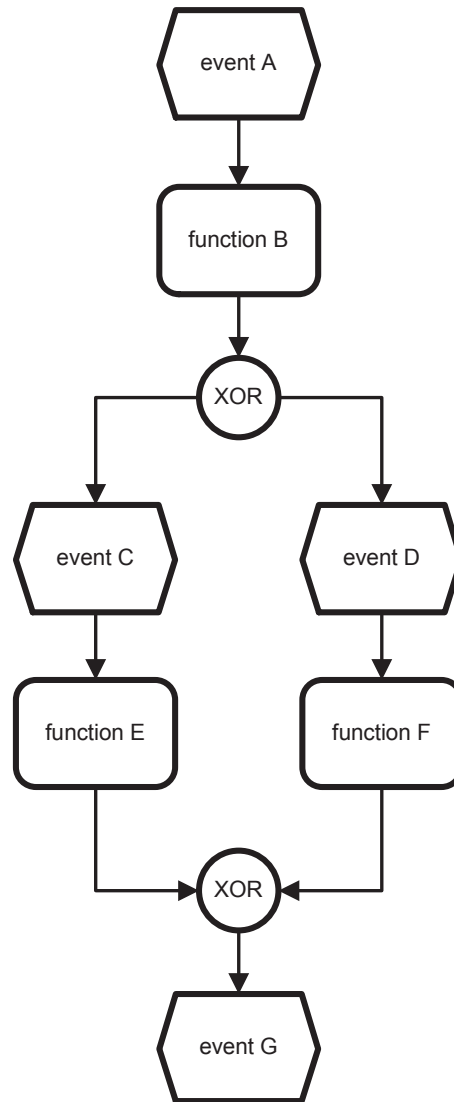 event A
function B
XOR
event C
event D
function E
function F
XOR
event G